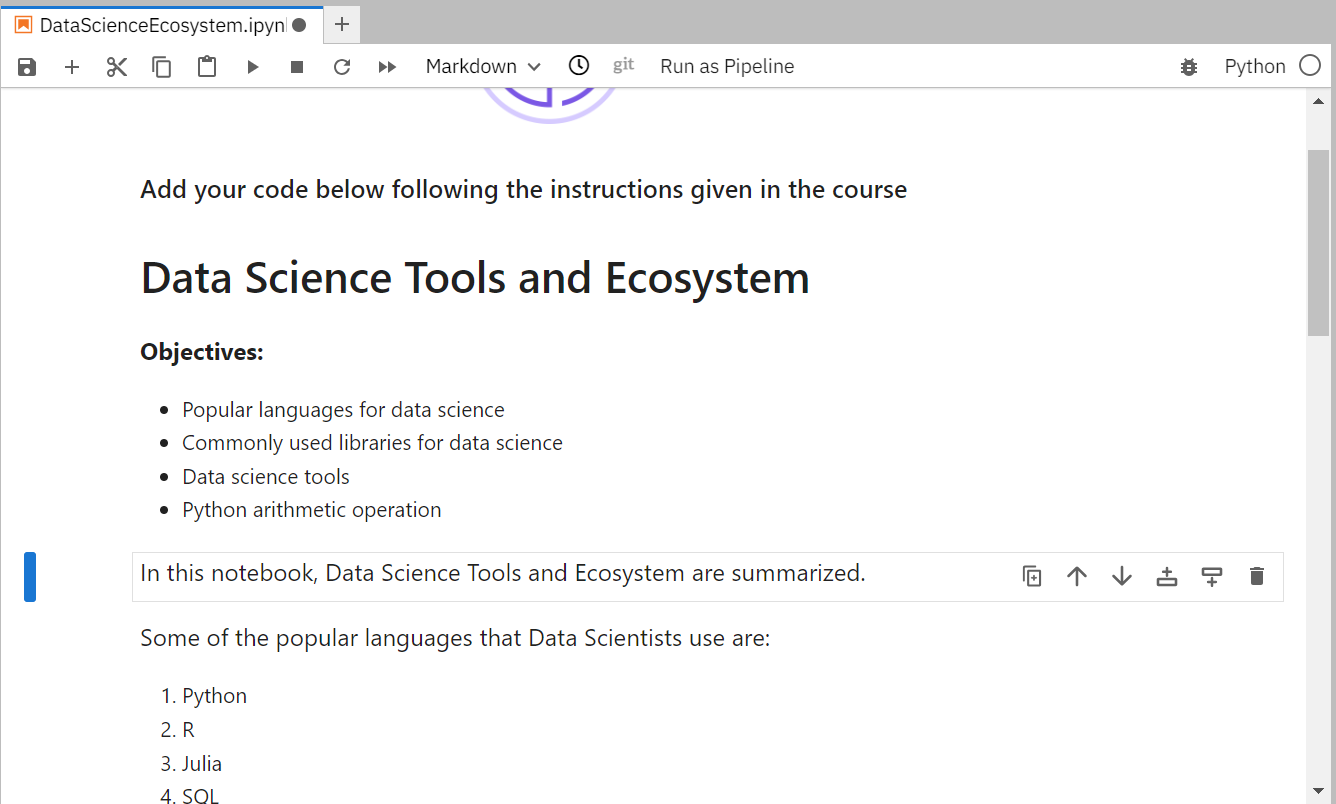 DataScienceEcosystem.ipyn
Markdown
git
Run as Pipeline
Python
Add your code below following the instructions given in the course
Data Science Tools and Ecosystem
Objectives:
Popular languages for data science
Commonly used libraries for data science
Data science tools
Python arithmetic operation
In this notebook, Data Science Tools and Ecosystem are summarized.
Some of the popular languages that Data Scientists use are:
1. Python
2. R
3. Julia
4. SQL